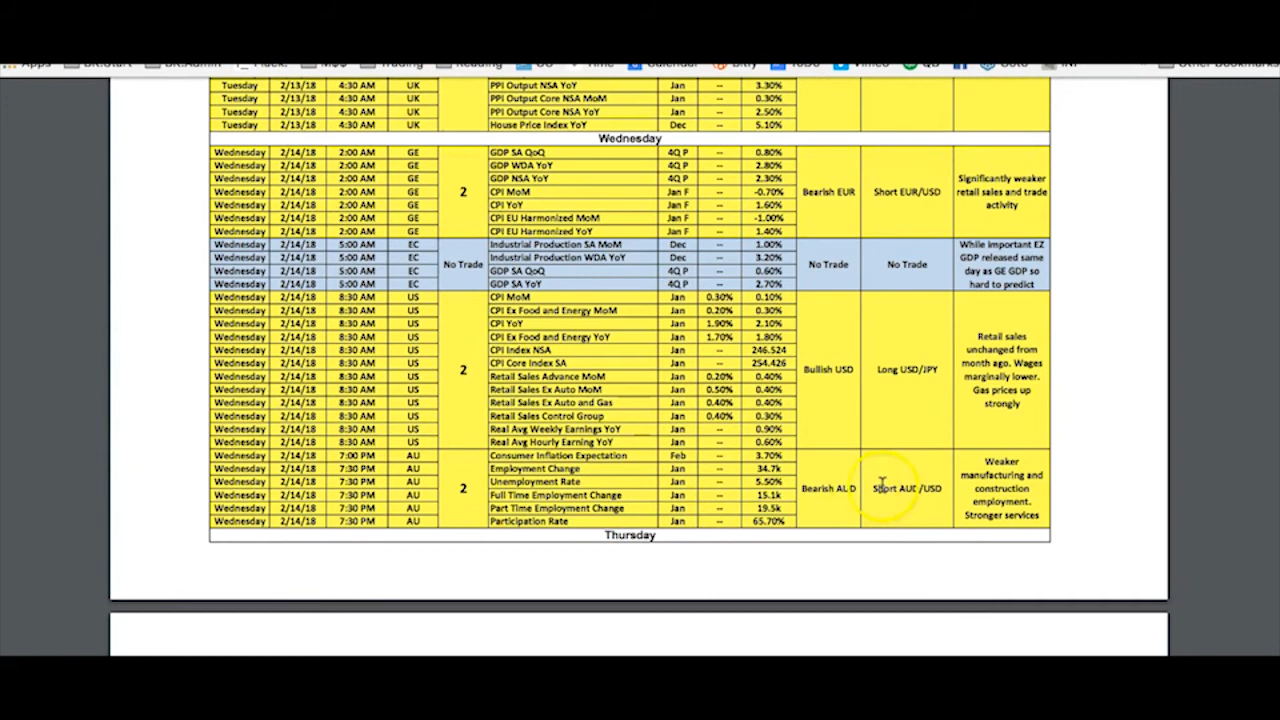 Tuesday 2/13/18 4:30 AM UK PPI Output NSA YoY Jan -- 3.30%
Tuesday 2/13/18 4:30 AM UK PPI Output Core NSA MoM Jan -- 0.30%
Tuesday 2/13/18 4:30 AM UK PPI Output Core NSA YoY Jan -- 2.50%
Tuesday 2/13/18 4:30 AM UK House Price Index YoY Dec -- 5.10%
Wednesday
Wednesday 2/14/18 2:00 AM GE GDP SA QoQ 4Q P -- 0.80%
Wednesday 2/14/18 2:00 AM GE GDP WDA YoY 4Q P -- 2.80%
Wednesday 2/14/18 2:00 AM GE GDP NSA YoY 4Q P -- 2.30%
Wednesday 2/14/18 2:00 AM GE CPI MoM Jan F -- -0.70%
Wednesday 2/14/18 2:00 AM GE CPI YoY Jan F -- 1.60%
Wednesday 2/14/18 2:00 AM GE CPI EU Harmonized MoM Jan F -- -1.00%
Wednesday 2/14/18 2:00 AM GE CPI EU Harmonized YoY Jan F -- 1.40%
2
Bearish EUR
Short EUR/USD
Significantly weaker
retail sales and trade
activity
Wednesday 2/14/18 5:00 AM EC Industrial Production SA MoM Dec -- 1.00%
Wednesday 2/14/18 5:00 AM EC Industrial Production WDA YoY Dec -- 3.20%
Wednesday 2/14/18 5:00 AM EC GDP SA QoQ 4Q P -- 0.60%
Wednesday 2/14/18 5:00 AM EC GDP SA YoY 4Q P -- 2.70%
No Trade
No Trade
No Trade
While important EZ
GDP released same
day as GE GDP so
hard to predict
Wednesday 2/14/18 8:30 AM US CPI MoM Jan 0.30% 0.10%
Wednesday 2/14/18 8:30 AM US CPI Ex Food and Energy MoM Jan 0.20% 0.30%
Wednesday 2/14/18 8:30 AM US CPI YoY Jan 1.90% 2.10%
Wednesday 2/14/18 8:30 AM US CPI Ex Food and Energy YoY Jan 1.70% 1.80%
Wednesday 2/14/18 8:30 AM US CPI Index NSA Jan -- 246.524
Wednesday 2/14/18 8:30 AM US CPI Core Index SA Jan -- 254.426
Wednesday 2/14/18 8:30 AM US Retail Sales Advance MoM Jan 0.20% 0.40%
Wednesday 2/14/18 8:30 AM US Retail Sales Ex Auto MoM Jan 0.50% 0.40%
Wednesday 2/14/18 8:30 AM US Retail Sales Ex Auto and Gas Jan 0.40% 0.40%
Wednesday 2/14/18 8:30 AM US Retail Sales Control Group Jan 0.40% 0.30%
Wednesday 2/14/18 8:30 AM US Real Avg Weekly Earnings YoY Jan -- 0.90%
Wednesday 2/14/18 8:30 AM US Real Avg Hourly Earning YoY Jan -- 0.60%
2
Bullish USD
Long USD/JPY
Retail sales
unchanged from
month ago. Wages
marginally lower.
Gas prices up
strongly
Wednesday 2/14/18 7:00 PM AU Consumer Inflation Expectation Feb -- 3.70%
Wednesday 2/14/18 7:30 PM AU Employment Change Jan -- 34.7k
Wednesday 2/14/18 7:30 PM AU Unemployment Rate Jan -- 5.50%
Wednesday 2/14/18 7:30 PM AU Full Time Employment Change Jan -- 15.1k
Wednesday 2/14/18 7:30 PM AU Part Time Employment Change Jan -- 19.5k
Wednesday 2/14/18 7:30 PM AU Participation Rate Jan -- 65.70%
2
Bearish AUD
Short AUD/USD
Weaker
manufacturing and
construction
employment.
Stronger services
Thursday